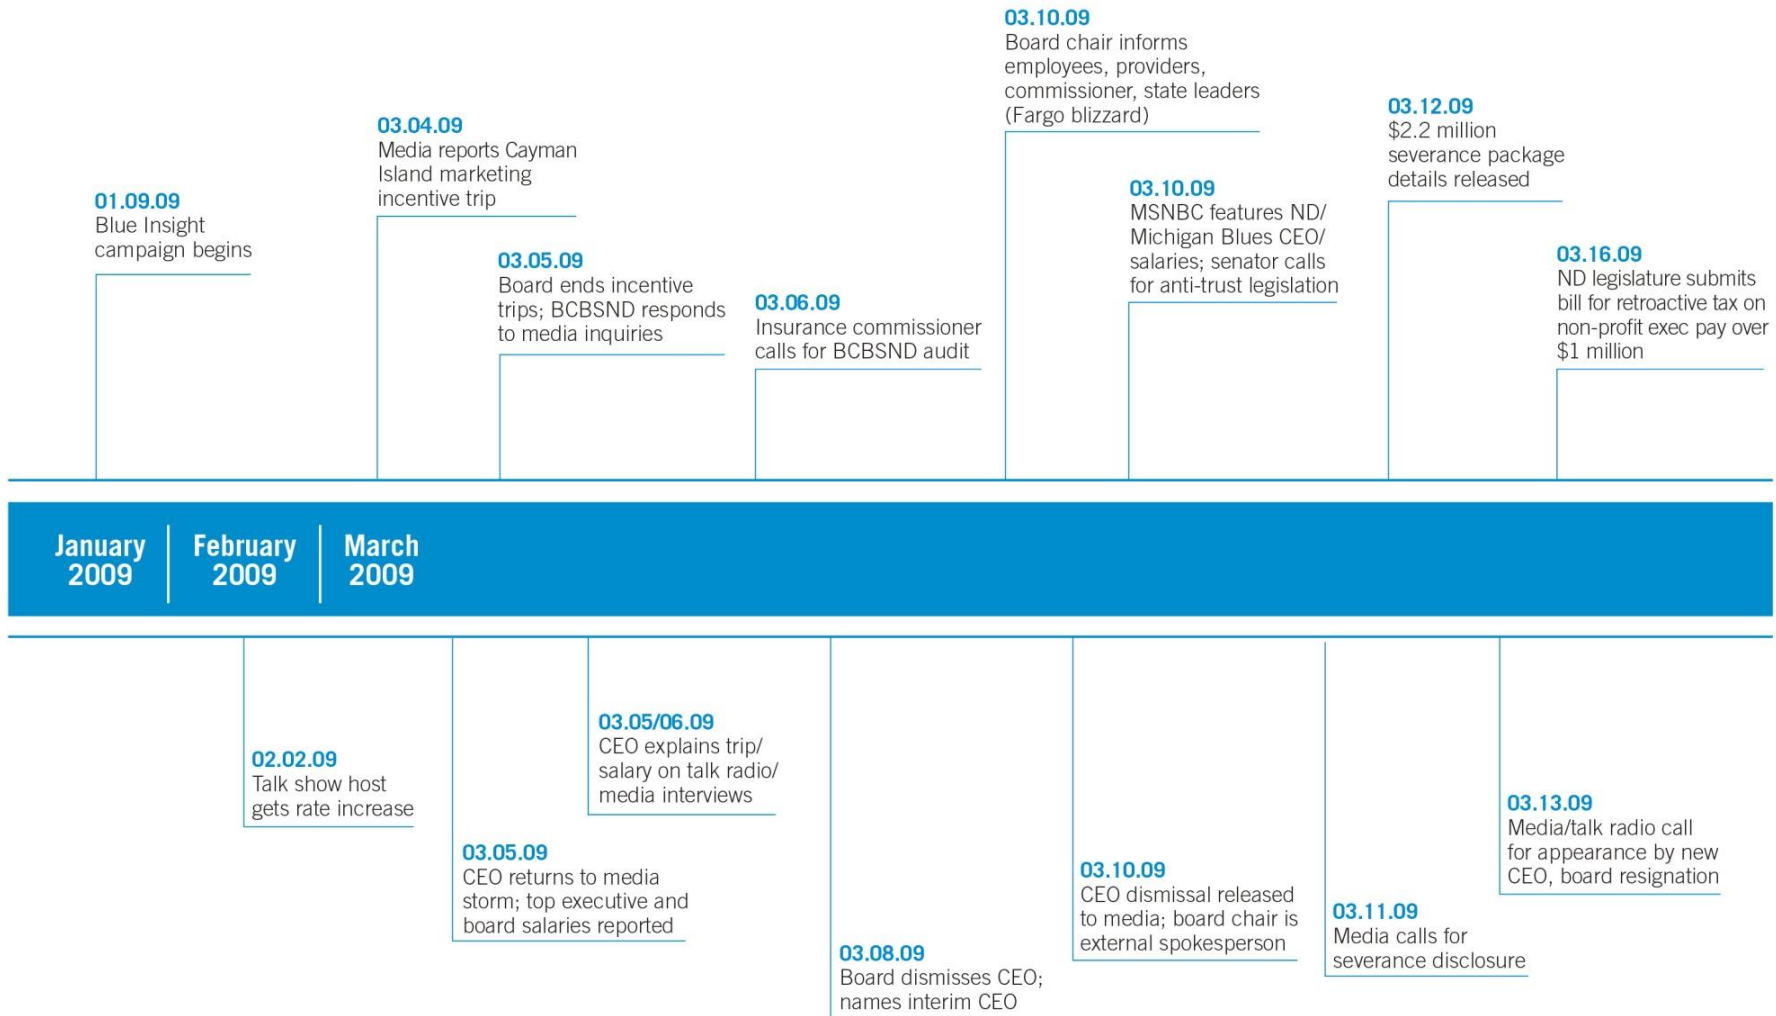 01.09.09
Blue Insight
campaign begins
03.04.09
Media reports Cayman
Island marketing
incentive trip
03.05.09
Board ends incentive
trips; BCBSND responds
to media inquiries
03.06.09
Insurance commissioner
calls for BCBSND audit
03.10.09
Board chair informs
employees, providers,
commissioner, state leaders
(Fargo blizzard)
03.10.09
MSNBC features ND/
Michigan Blues CEO/
salaries; senator calls
for anti-trust legislation
03.12.09
$2.2 million
severance package
details released
03.16.09
ND legislature submits
bill for retroactive tax on
non-profit exec pay over
$1 million
January
2009
February
2009
March
2009
02.02.09
Talk show host
gets rate increase
03.05.09
CEO returns to media
storm; top executive and
board salaries reported
03.05/06.09
CEO explains trip/
salary on talk radio/
media interviews
03.08.09
Board dismisses CEO;
names interim CEO
03.10.09
CEO dismissal released
to media; board chair is
external spokesperson
03.11.09
Media calls for
severance disclosure
03.13.09
Media/talk radio call
for appearance by new
CEO, board resignation